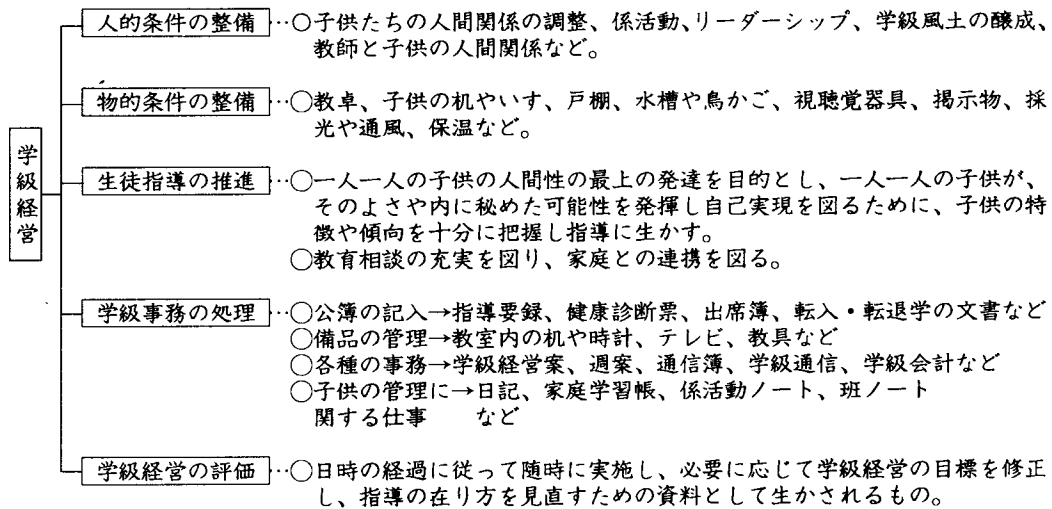 学級経営
人的条件の整備…○子供たちの人間関係の調整、係活動、リーダーシップ、学級風土の醸成、
教師と子供の人間関係など。
物的条件の整備…○教卓、子供の机やいす、戸棚、水槽や鳥かご、視聴覚器具、掲示物、採
光や通風、保温など。
生徒指導の推進…○一人一人の子供の人間性の最上の発達を目的とし、一人一人の子供が、
そのよさや内に秘めた可能性を発揮し自己実現を図るために、子供の特
徴や傾向を十分に把握し指導に生かす。
○教育相談の充実を図り、家庭との連携を図る。
学級事務の処理…○公簿の記入→指導要録、健康診断票、出席簿、転入・転退学の文書など
○備品の管理→教室内の机や時計、テレビ、教具など
○各種の事務→学級経営案、週案、通信簿、学級通信、学級会計など
○子供の管理に→日記、家庭学習帳、係活動ノート、班ノート
関する仕事 など
学級経営の評価…○日時の経過に従って随時に実施し、必要に応じて学級経営の目標を修正
し、指導の在り方を見直すための資料として生かされるもの。